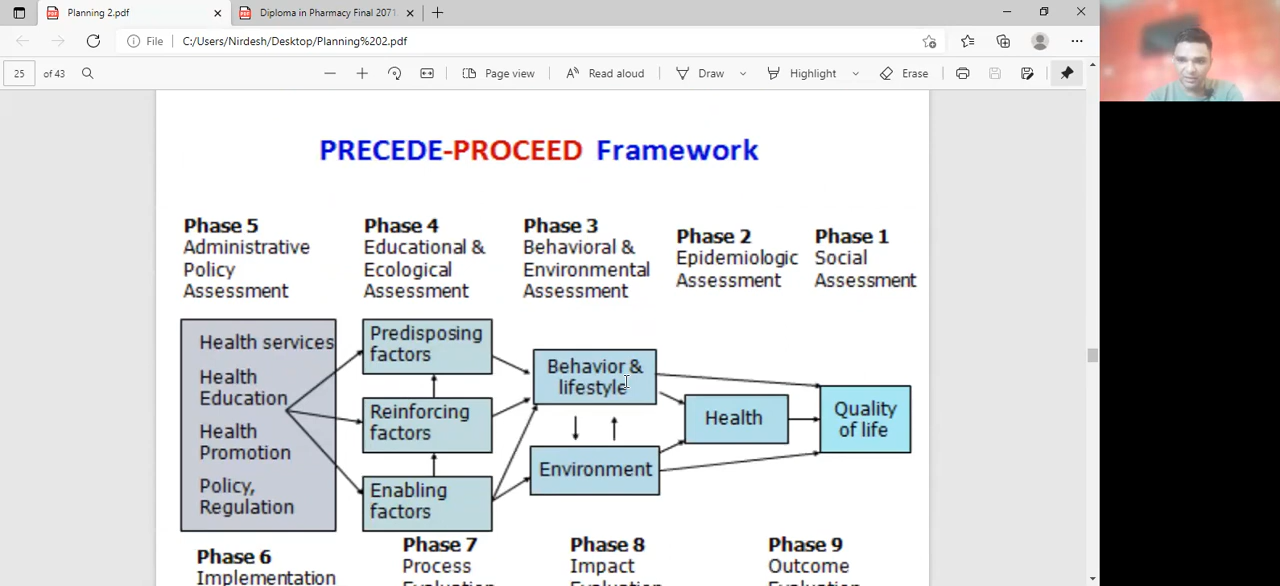 Planning 2.pdf
Diploma in Pharmacy Final 2071
File
C:/Users/Nirdesh/Desktop/Planning%202.pdf
25
of 43
Page view
Read aloud
Draw
Highlight
Erase
PRECEDE-PROCEED Framework
Phase 5
Administrative
Policy
Assessment
Phase 4
Educational &
Ecological
Assessment
Phase 3
Behavioral &
Environmental
Assessment
Phase 2
Epidemiologic
Assessment
Phase 1
Social
Assessment
Health services
Health
Education
Health
Promotion
Policy,
Regulation
Predisposing
factors
Reinforcing
factors
Enabling
factors
Behavior &
lifestyle
Environment
Health
Quality
of life
Phase 6
Implementation
Phase 7
Process
Evaluation
Phase 8
Impact
Evaluation
Phase 9
Outcome
Evaluation